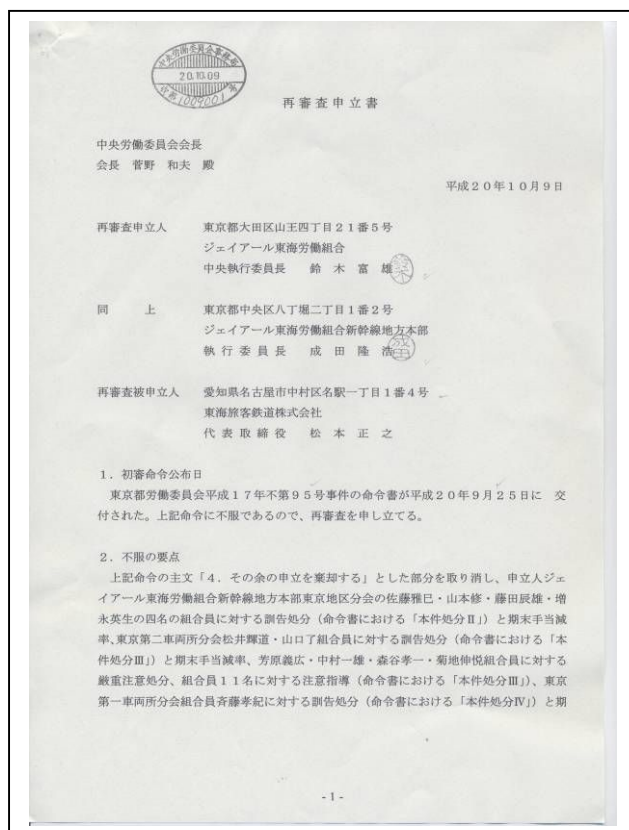 中央労働委員会事務局
20.10.09
1009001
再審査申立書
中央労働委員会会長
会長 菅野 和夫 殿
平成20年10月9日
再審査申立人 東京都大田区山王四丁目21番5号
ジェイアール東海労働組合
中央執行委員長 鈴木富雄
同上 東京都中央区八丁堀二丁目1番2号
ジェイアール東海労働組合新幹線地方本部
執行委員長 成田隆浩
再審査被申立人 愛知県名古屋市中村区名駅一丁目1番4号
東海旅客鉄道株式会社
代表取締役 松本正之
1.初審命令公布日
東京都労働委員会平成17年不第95号事件の命令書が平成20年9月25日に 交
付された。上記命令に不服であるので、再審査を申し立てる。
2.不服の要点
上記命令の主文「4.その余の申立を棄却する」とした部分を取り消し、申立人ジェ
イアール東海労働組合新幹線地方本部東京地区分会の佐藤雅巳・山本修・藤田辰雄・増
永英生の四名の組合員に対する訓告処分(命令書における「本件処分Ⅱ」)と期末手当減
率、東京第二車両所分会松井輝道・山口了組合員に対する訓告処分(命令書における「本
件処分Ⅲ」)と期末手当減率、芳原義広・中村一雄・森谷孝一・菊地伸悦組合員に対する
厳重注意処分、組合員11名に対する注意指導(命令書における「本件処分Ⅲ」)、東京
第一車両所分会組合員斉藤孝紀に対する訓告処分(命令書における「本件処分Ⅳ」)と期
- 1 -